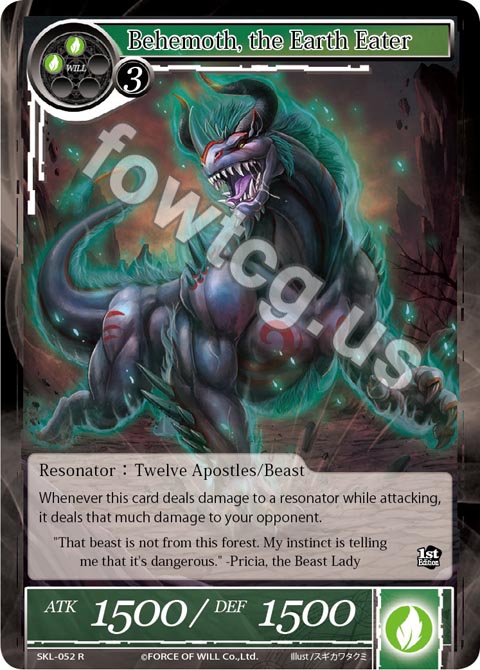 Behemoth, the Earth Eater
WILL
3
fowtcg.us
Resonator : Twelve Apostles/Beast
Whenever this card deals damage to a resonator while attacking,
it deals that much damage to your opponent.
"That beast is not from this forest. My instinct is telling
me that it's dangerous." -Pricia, the Beast Lady
1st
Edition
ATK 1500 / DEF 1500
SKL-052 R ©FORCE OF WILL Co.,Ltd. Illust/スギカワタクミ